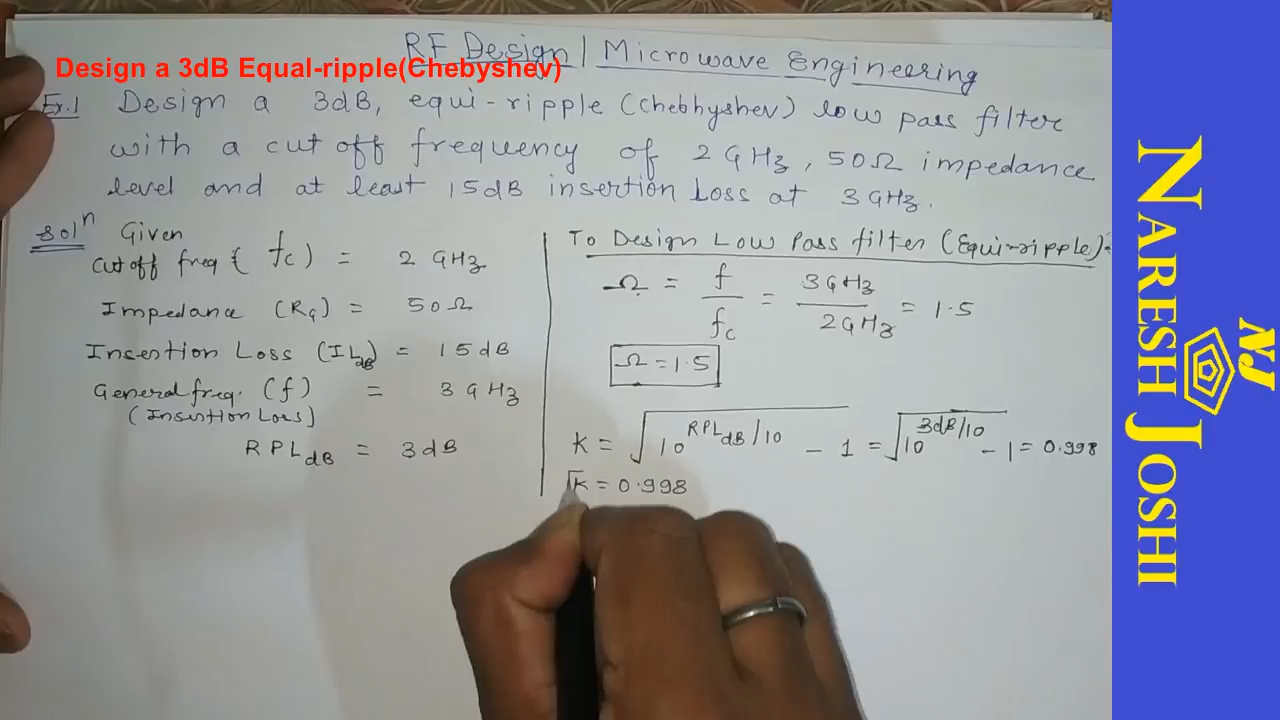 RF Design | Microwave Engineering
Design a 3dB Equal-ripple(Chebyshev)
Ex.1 Design a 3dB, equi-ripple (chebhyshev) low pass filter
with a cut off frequency of 2 GHz, 50Ω impedance
level and at least 15dB insertion Loss at 3 GHz.
Solⁿ Given
Cut off freq ( fc ) = 2 GHz
Impedance (RG) = 50Ω
Insertion Loss (ILdB) = 15dB
General freq. (f) = 3 GHz
(Insertion Loss)
RPLdB = 3dB
To Design Low Pass filter (Equi-ripple):
Ω = f/fc = 3GHz/2GHz = 1.5
Ω = 1.5
K = √(10^(RPLdB/10) - 1) = √(10^(3dB/10) - 1) = 0.998
K = 0.998
NARESH JOSHI
NJ